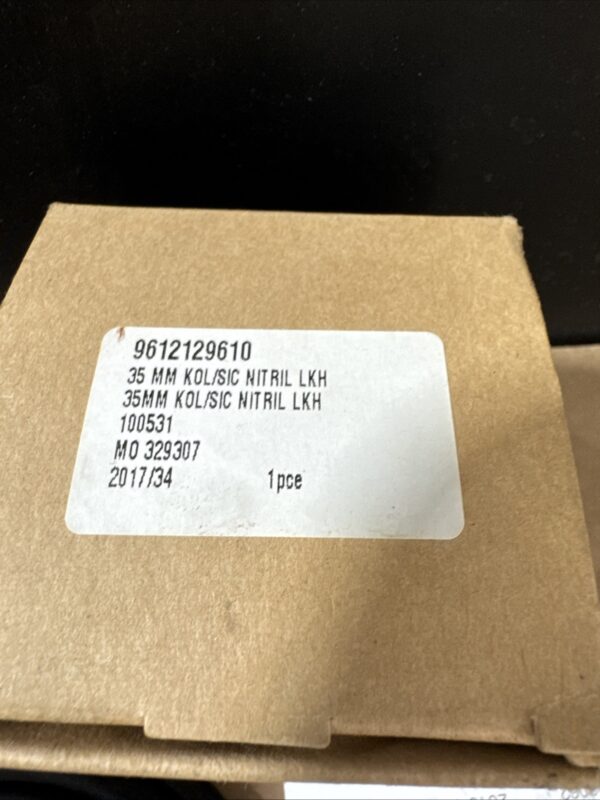 9612129610
35 MM KOL/SIC NITRIL LKH
35MM KOL/SIC NITRIL LKH
100531
MO 329307
2017/34 1pce